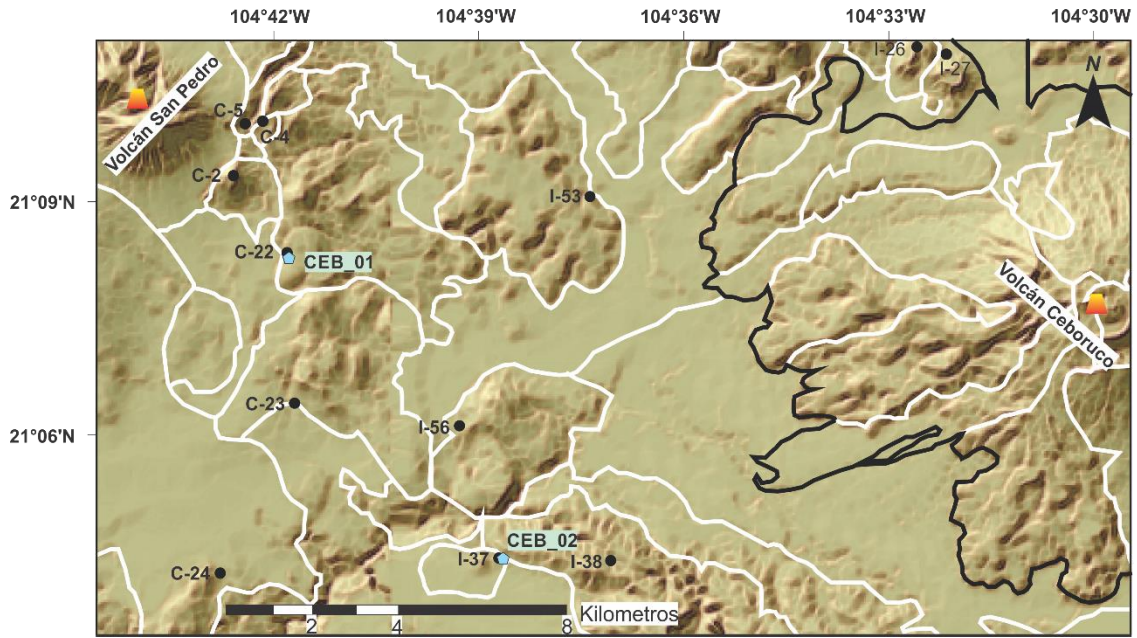 104°42'W 104°39'W 104°36'W 104°33'W 104°30'W
I-26
I-27
N
Volcán San Pedro
C-5
C-4
C-2
21°09'N
I-53
C-22
CEB_01
Volcán Ceboruco
C-23
I-56
21°06'N
CEB_02
I-37
I-38
C-24
Kilometros
2 4 8